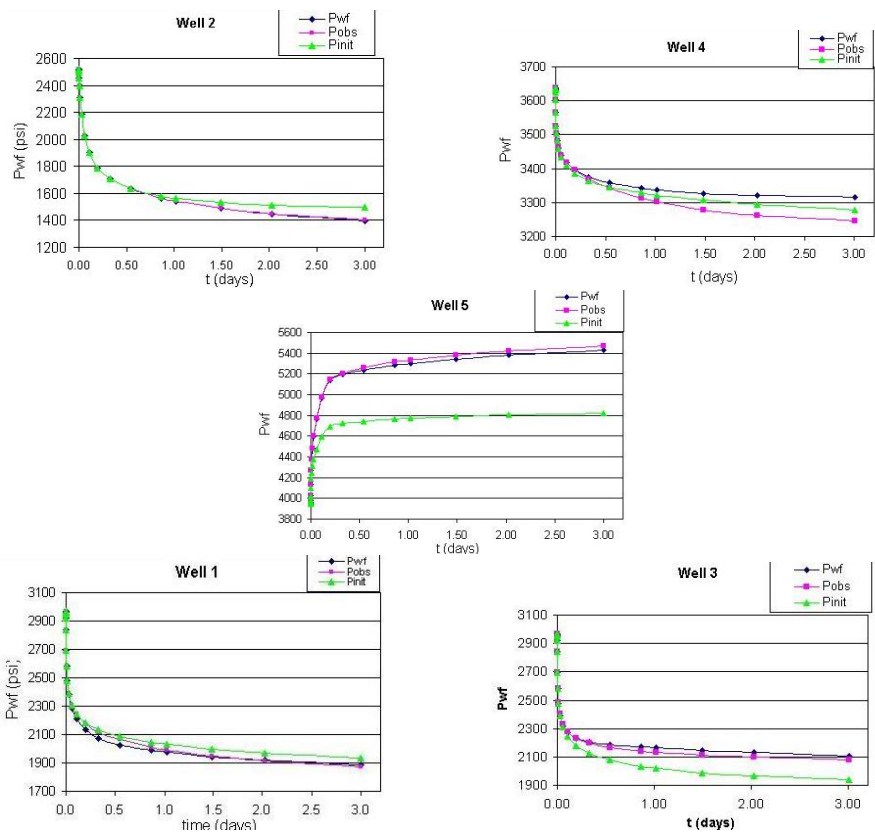 Well 2
Pwf
Pobs
Pinit
Pwf (psi)
2600
2400
2200
2000
1800
1600
1400
1200
0.00 0.50 1.00 1.50 2.00 2.50 3.00
t (days)
Well 4
Pwf
Pobs
Pinit
Pwf
3700
3600
3500
3400
3300
3200
0.00 0.50 1.00 1.50 2.00 2.50 3.00
t (days)
Well 5
Pwf
Pobs
Pinit
Pwf
5600
5400
5200
5000
4800
4600
4400
4200
4000
3800
0.00 0.50 1.00 1.50 2.00 2.50 3.00
t (days)
Well 1
Pwf
Pobs
Pinit
Pwf (psi)
3100
2900
2700
2500
2300
2100
1900
1700
0.0 0.5 1.0 1.5 2.0 2.5 3.0
time (days)
Well 3
Pwf
Pobs
Pinit
Pwf
3100
2900
2700
2500
2300
2100
1900
0.00 1.00 2.00 3.00
t (days)